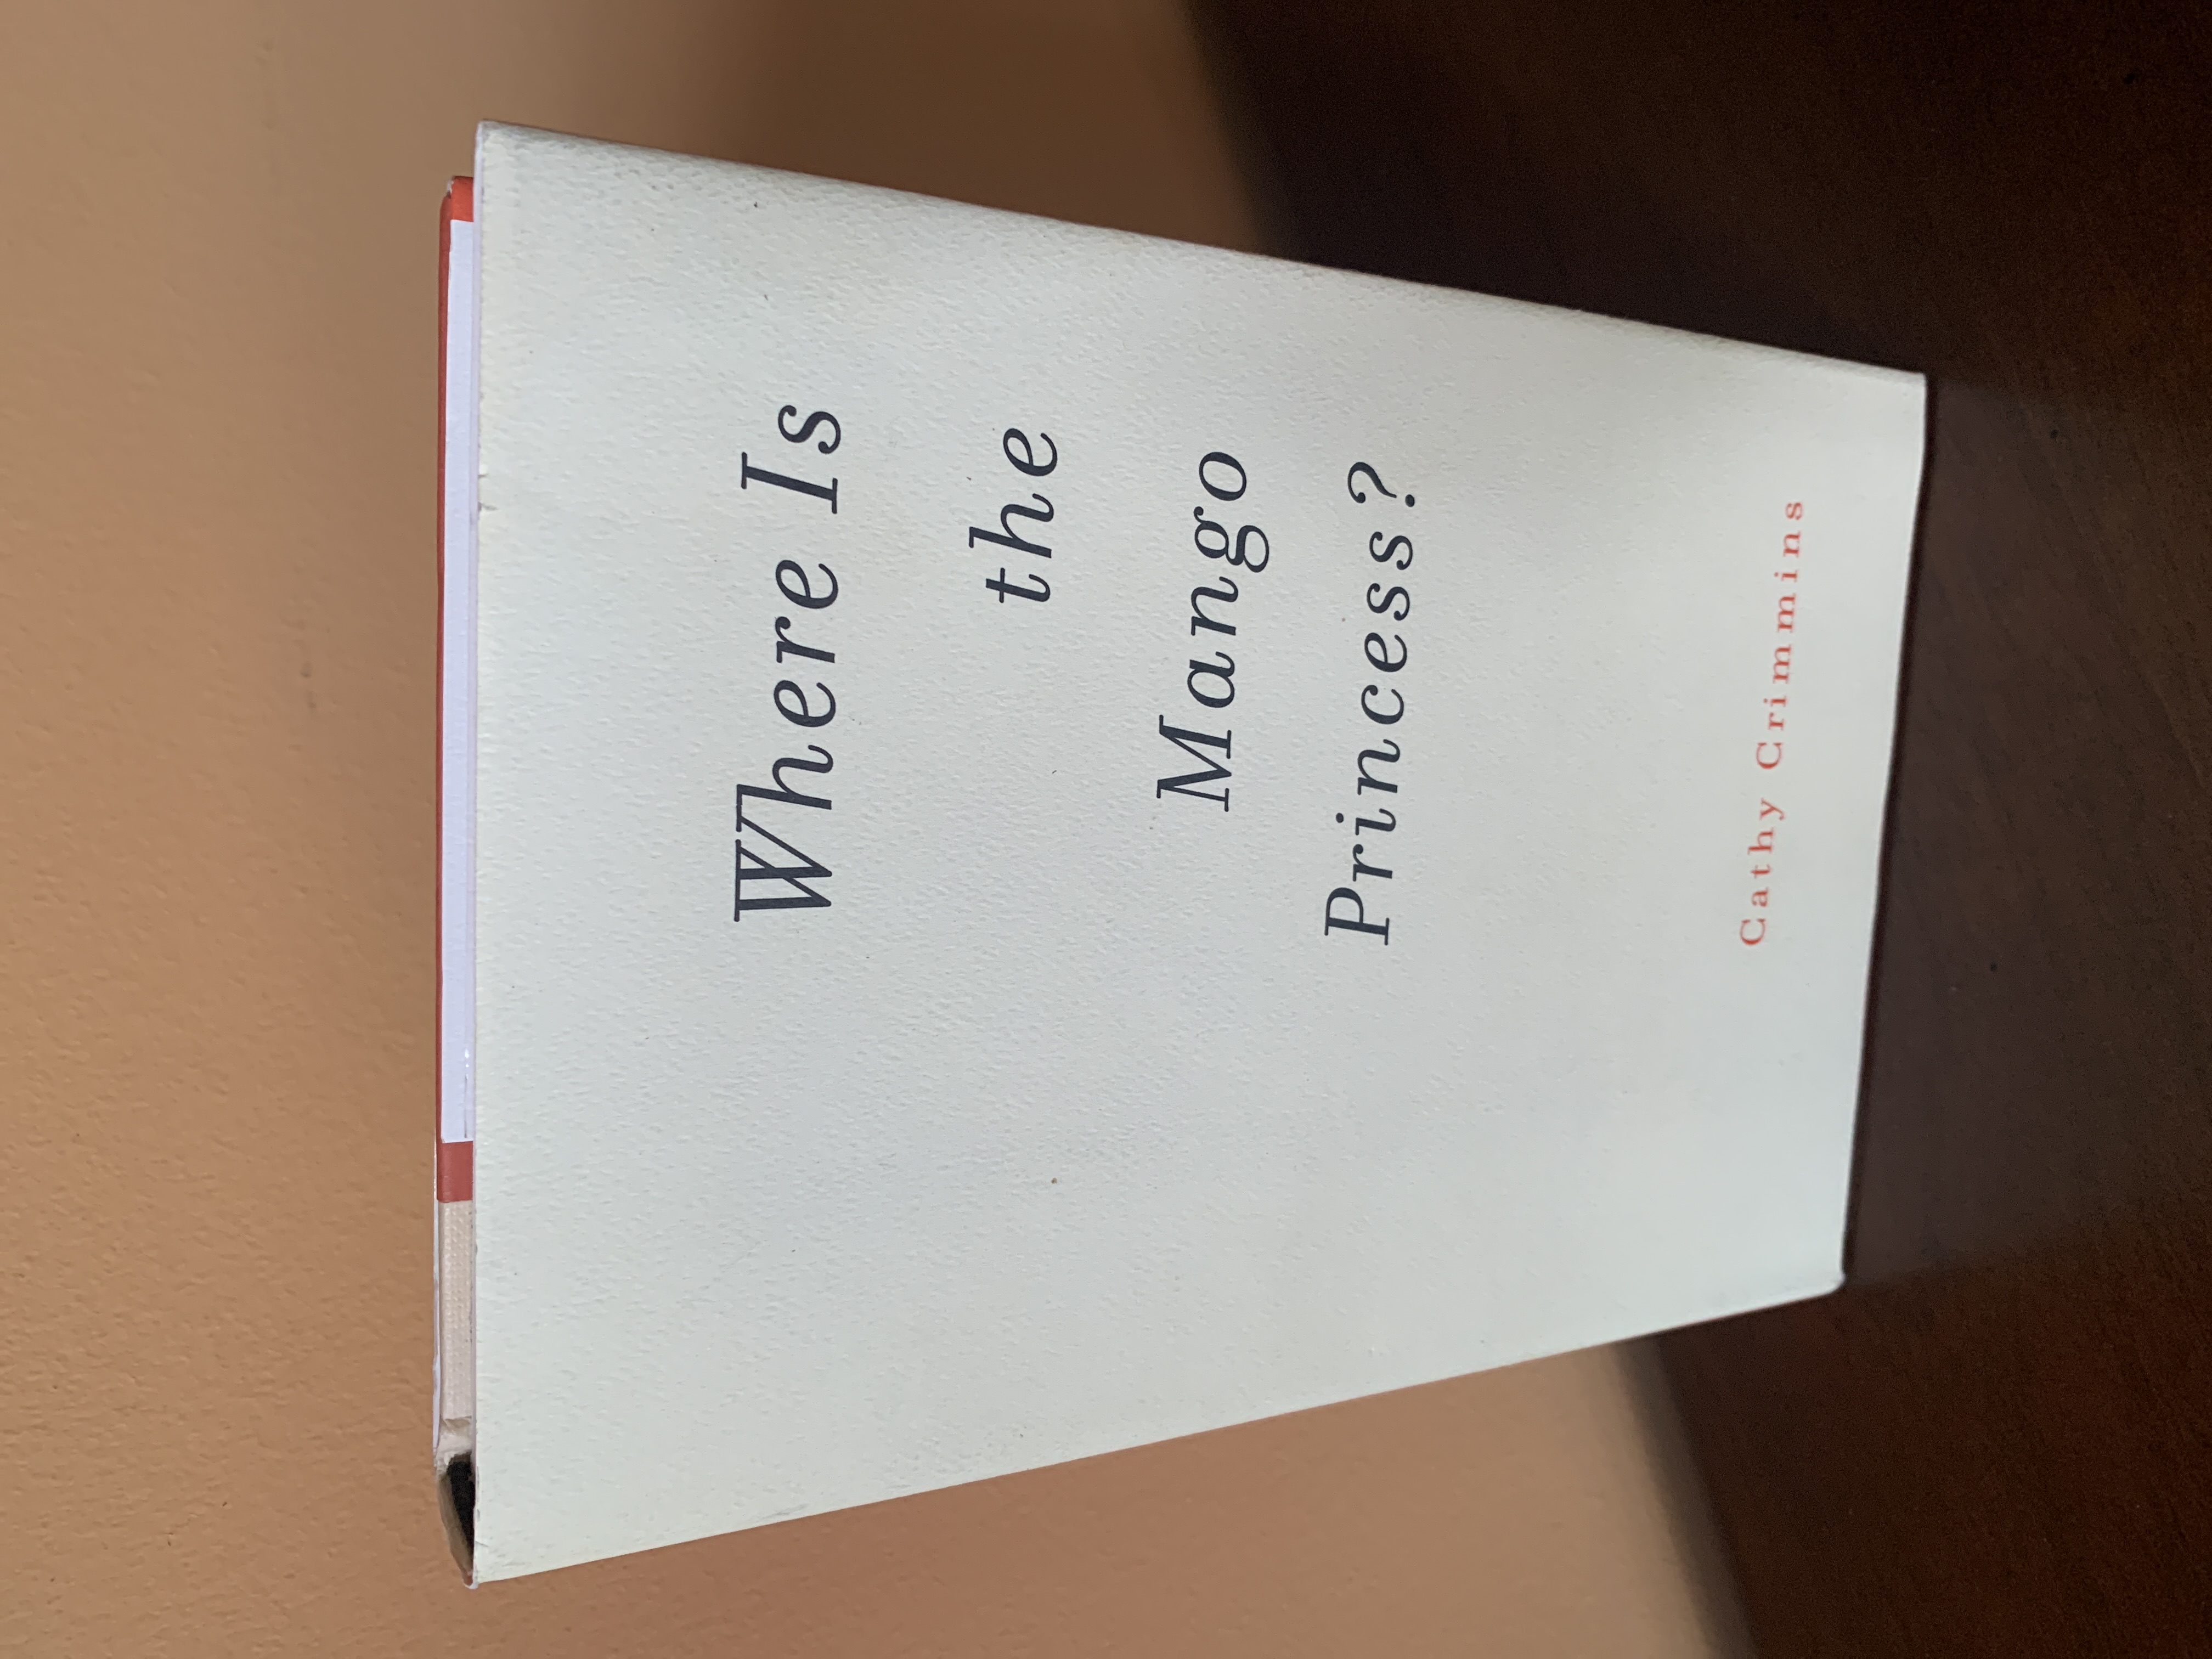 Where Is
the
Mango
Princess?
Cathy Crimmins